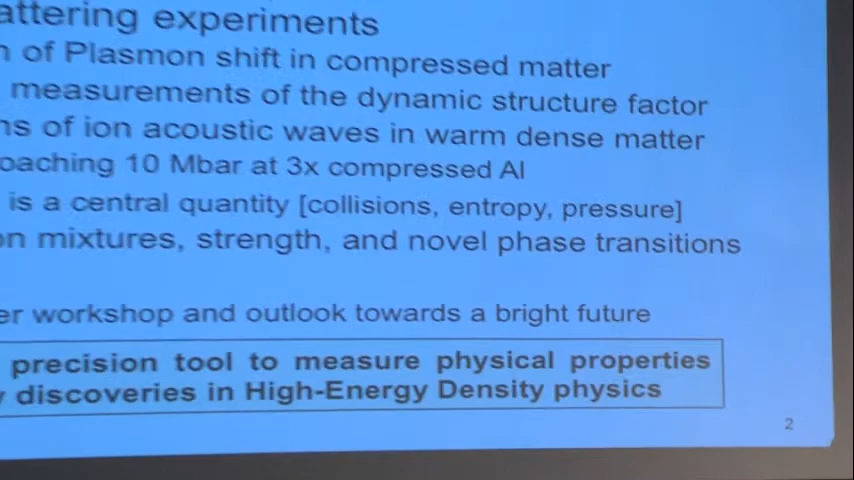 attering experiments
of Plasmon shift in compressed matter
measurements of the dynamic structure factor
of ion acoustic waves in warm dense matter
oaching 10 Mbar at 3x compressed Al
is a central quantity [collisions, entropy, pressure]
on mixtures, strength, and novel phase transitions
er workshop and outlook towards a bright future
precision tool to measure physical properties
discoveries in High-Energy Density physics
2